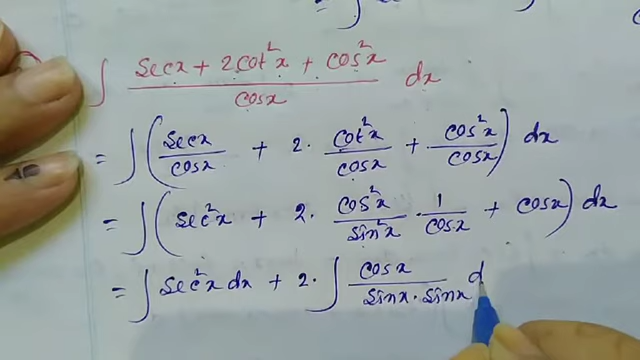 ∫ (secx + 2cot²x + cos²x)/cosx dx
= ∫ (secx/cosx + 2 · cot²x/cosx + cos²x/cosx) dx
= ∫ (sec²x + 2 · cos²x/sin²x · 1/cosx + cosx) dx
= ∫ sec²x dx + 2 · ∫ cosx/(sinx · sinx) d